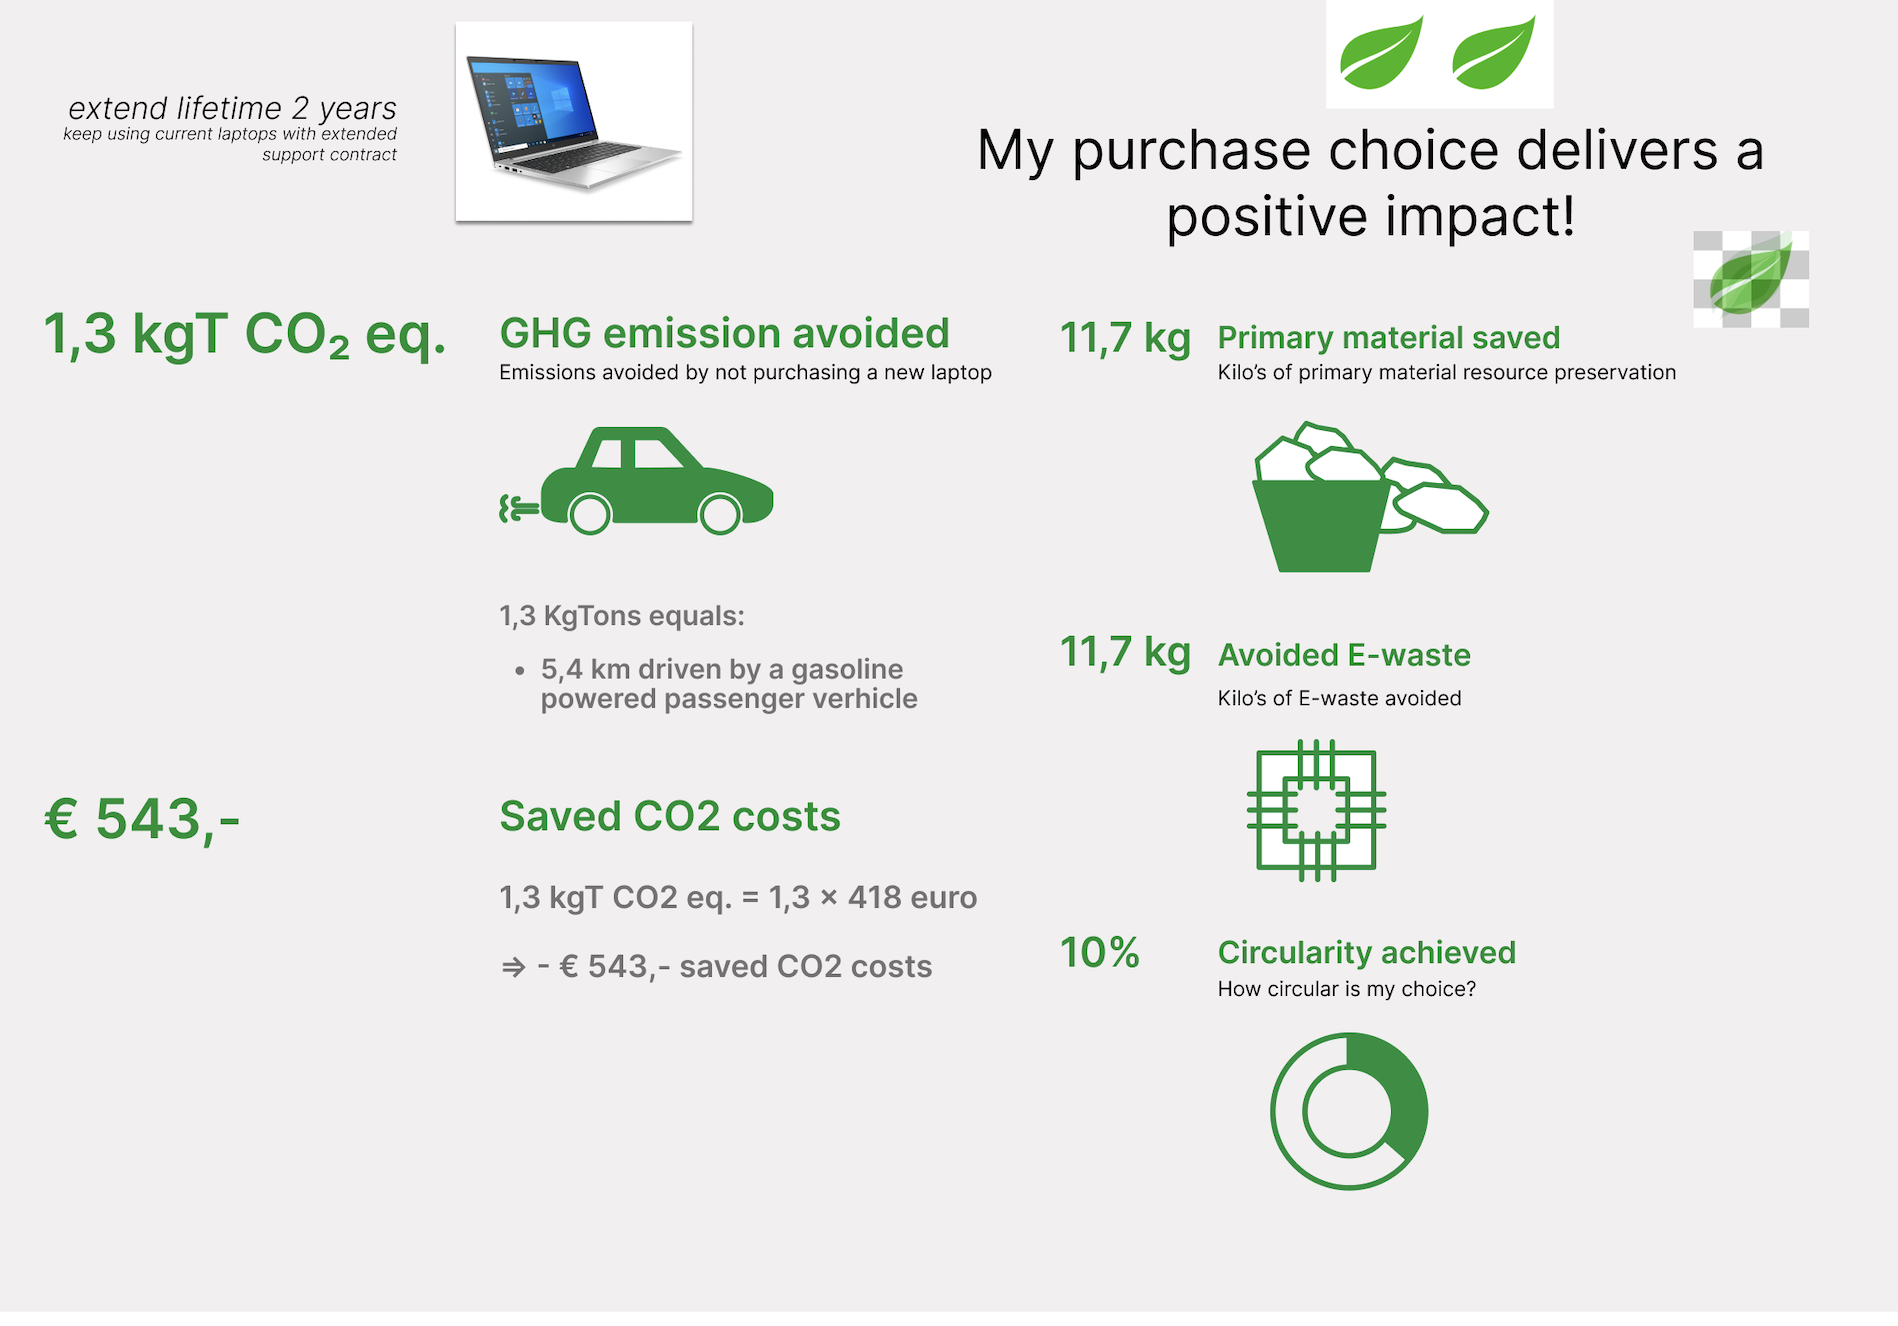 extend lifetime 2 years
keep using current laptops with extended
support contract
My purchase choice delivers a
positive impact!
1,3 kgT CO₂ eq.
GHG emission avoided
Emissions avoided by not purchasing a new laptop
1,3 KgTons equals:
• 5,4 km driven by a gasoline
powered passenger verhicle
€ 543,-
Saved CO2 costs
1,3 kgT CO2 eq. = 1,3 × 418 euro
⇒ - € 543,- saved CO2 costs
11,7 kg
Primary material saved
Kilo’s of primary material resource preservation
11,7 kg
Avoided E-waste
Kilo’s of E-waste avoided
10%
Circularity achieved
How circular is my choice?